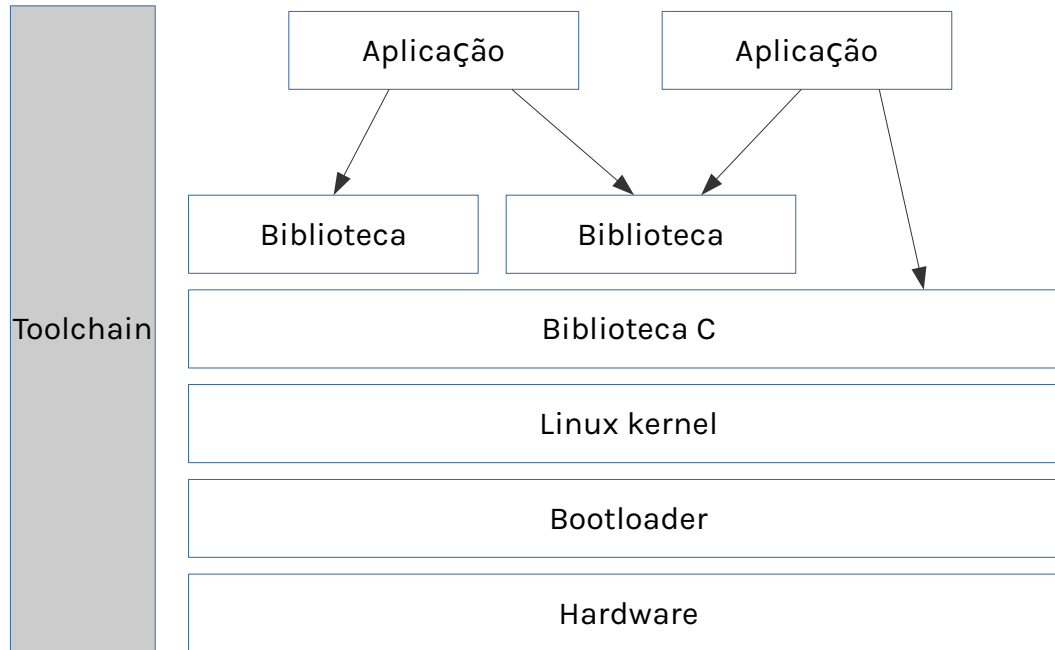 Aplicação
Aplicação
Biblioteca
Biblioteca
Toolchain
Biblioteca C
Linux kernel
Bootloader
Hardware